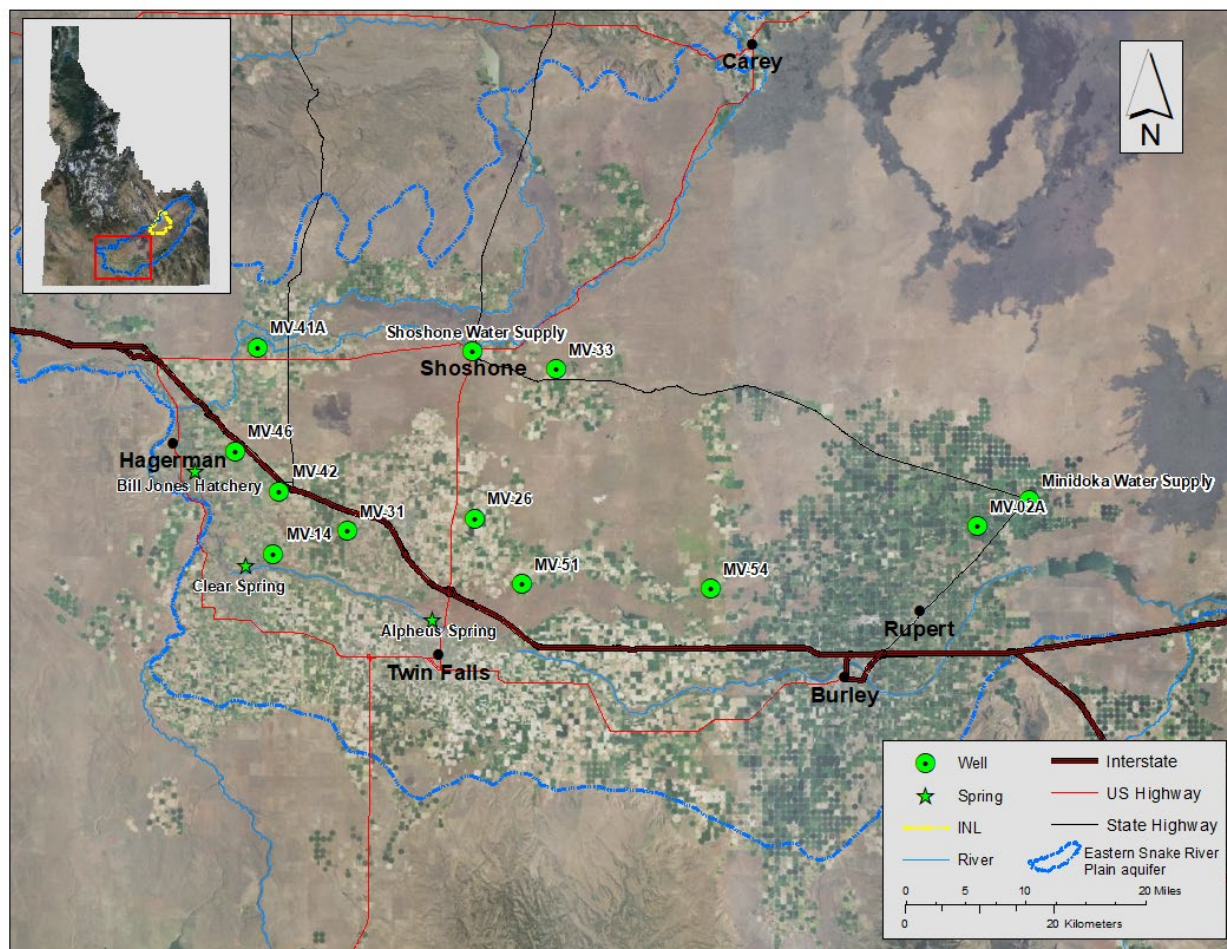 Carey
N
MV-41A
Shoshone Water Supply
Shoshone
MV-33
MV-46
Hagerman
Bill Jones Hatchery
MV-42
Minidoka Water Supply
MV-26
MV-02A
MV-31
MV-14
Clear Spring
MV-51
MV-54
Alpheus Spring
Rupert
Twin Falls
Burley
Well
Interstate
Spring
US Highway
INL
State Highway
River
Eastern Snake River
Plain aquifer
0 5 10 20 Miles
0 20 Kilometers